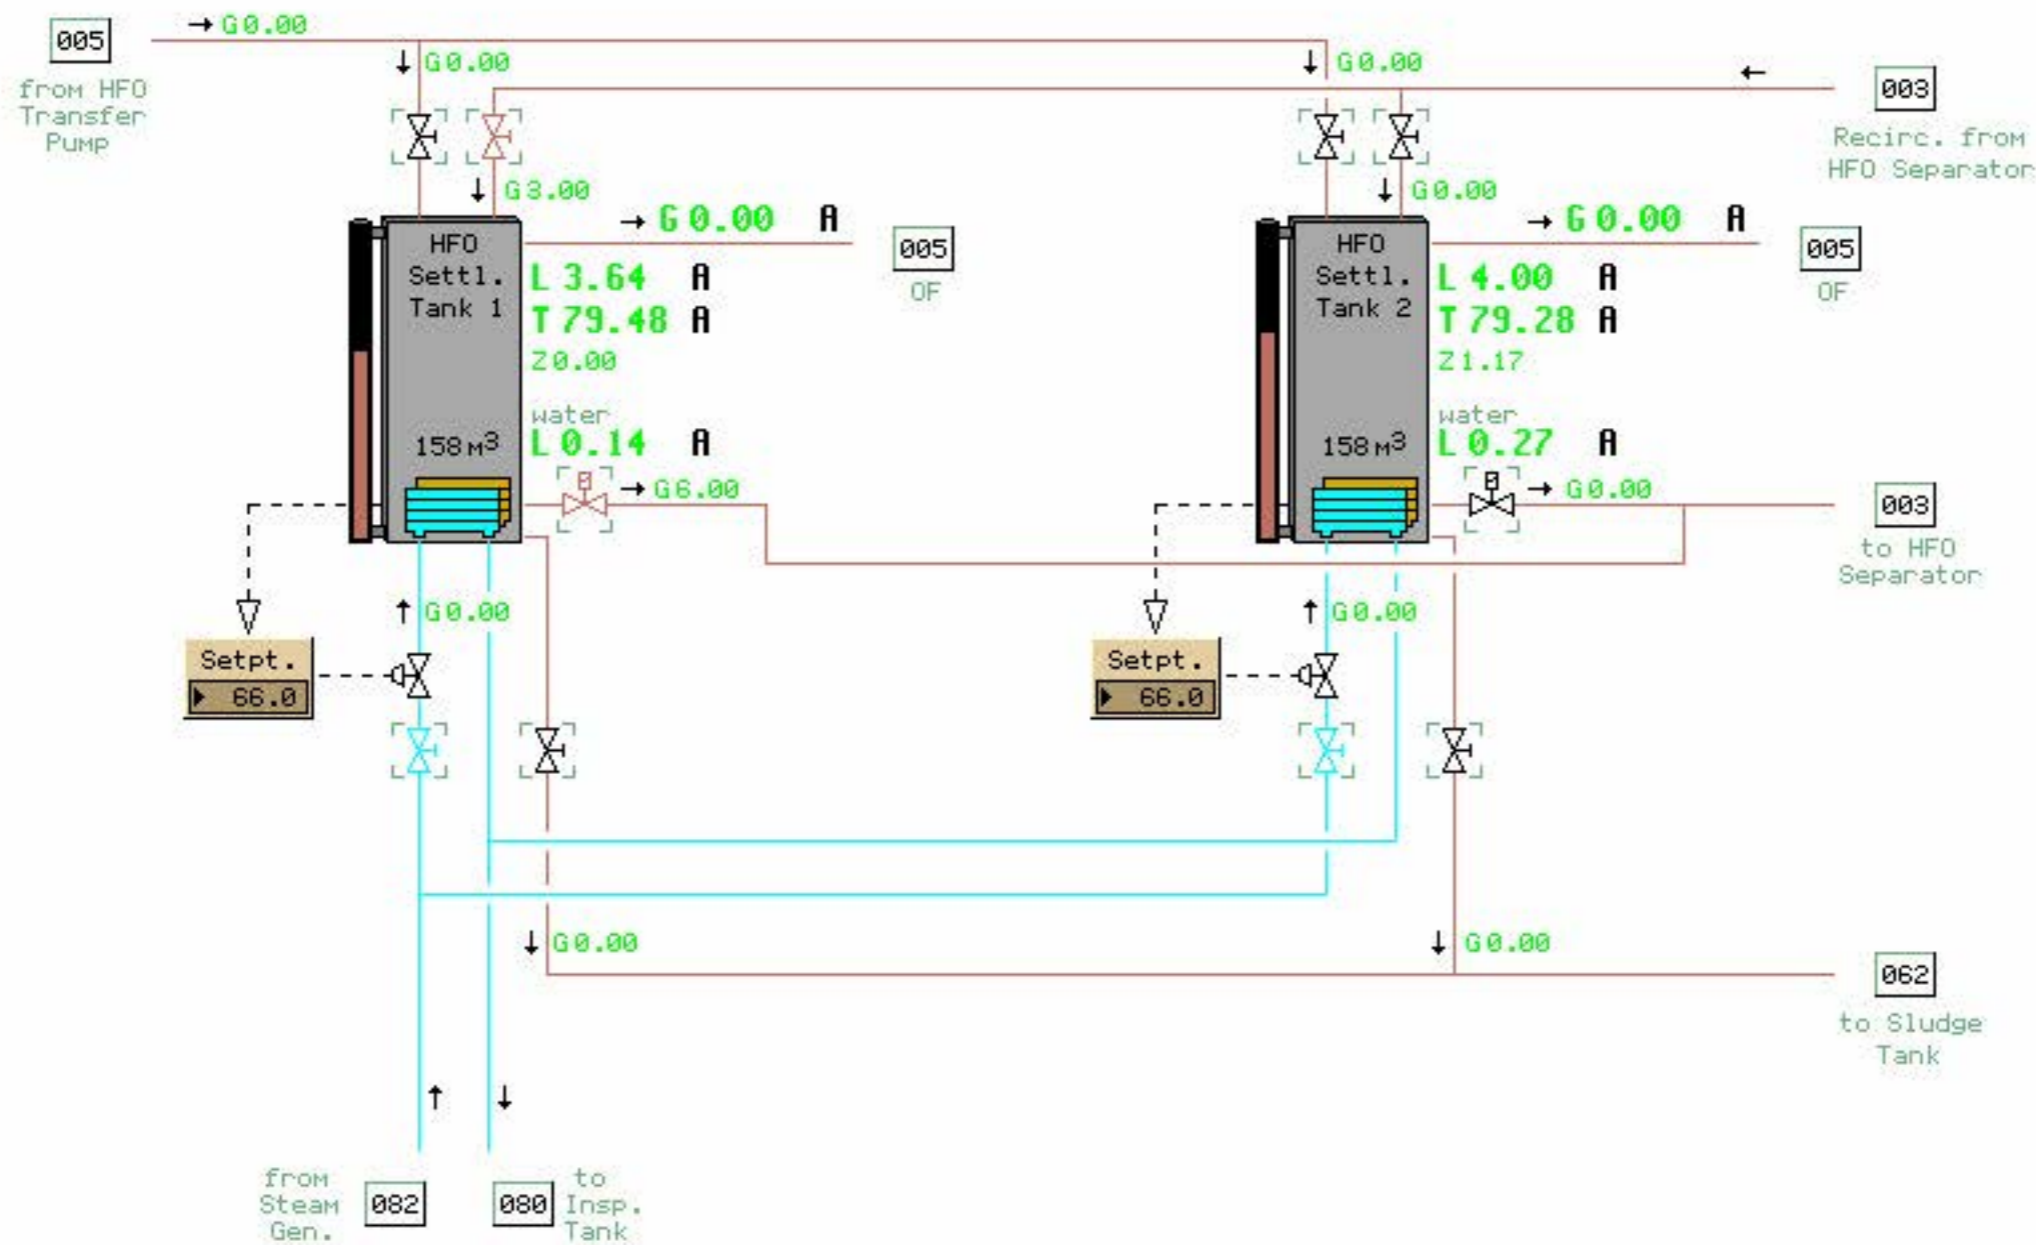 005
from HFO
Transfer
Pump
G0.00
G0.00
G0.00
003
Recirc. from
HFO Separator
G3.00
G0.00
HFO
Settl.
Tank 1
158 м3
G0.00 A
005
OF
L 3.64 A
T 79.48 A
Z0.00
water
L 0.14 A
0
G6.00
HFO
Settl.
Tank 2
158 м3
G0.00 A
005
OF
L 4.00 A
T 79.28 A
Z1.17
water
L 0.27 A
0
G0.00
003
to HFO
Separator
G0.00
Setpt.
66.0
G0.00
Setpt.
66.0
G0.00
G0.00
062
to Sludge
Tank
from
Steam
Gen.
082
080
to
Insp.
Tank